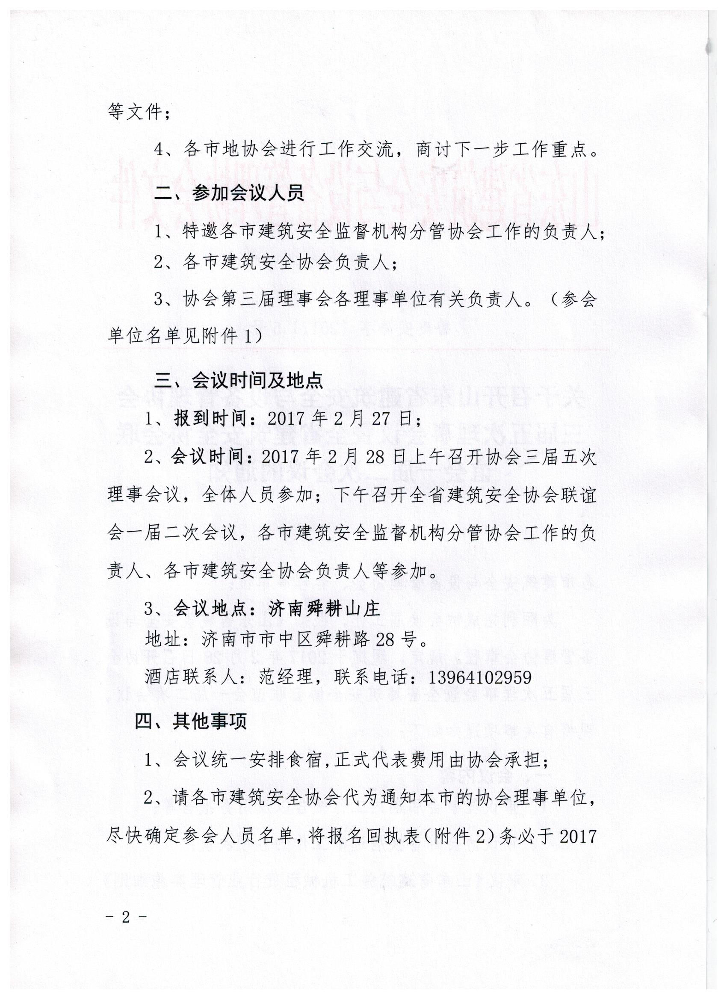 等文件；
4、各市地协会进行工作交流，商讨下一步工作重点。
二、参加会议人员
1、特邀各市建筑安全监督机构分管协会工作的负责人；
2、各市建筑安全协会负责人；
3、协会第三届理事会各理事单位有关负责人。（参会
单位名单见附件1）
三、会议时间及地点
1、报到时间：2017 年 2 月 27 日；
2、会议时间：2017 年 2 月 28 日上午召开协会三届五次
理事会议，全体人员参加；下午召开全省建筑安全协会联谊
会一届二次会议，各市建筑安全监督机构分管协会工作的负
责人、各市建筑安全协会负责人等参加。
3、会议地点：济南舜耕山庄
地址：济南市市中区舜耕路 28 号。
酒店联系人：范经理，联系电话：13964102959
四、其他事项
1、会议统一安排食宿,正式代表费用由协会承担；
2、请各市建筑安全协会代为通知本市的协会理事单位，
尽快确定参会人员名单,将报名回执表（附件 2）务必于 2017
- 2 -